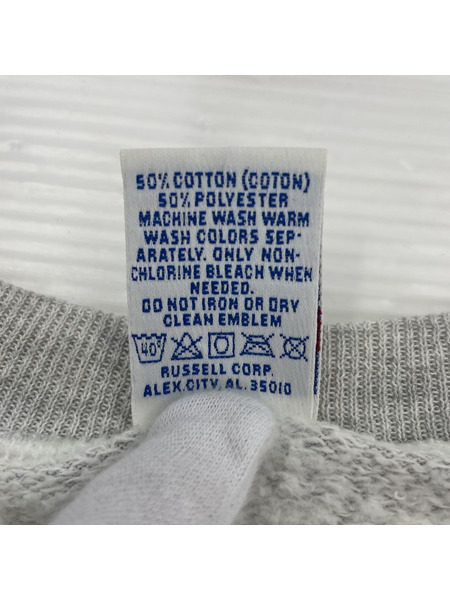 50% COTTON (COTON)
50% POLYESTER
MACHINE WASH WARM
WASH COLORS SEP-
ARATELY. ONLY NON-
CHLORINE BLEACH WHEN
NEEDED.
DO NOT IRON OR DRY
CLEAN EMBLEM
40°
RUSSELL CORP.
ALEX. CITY, AL. 35010